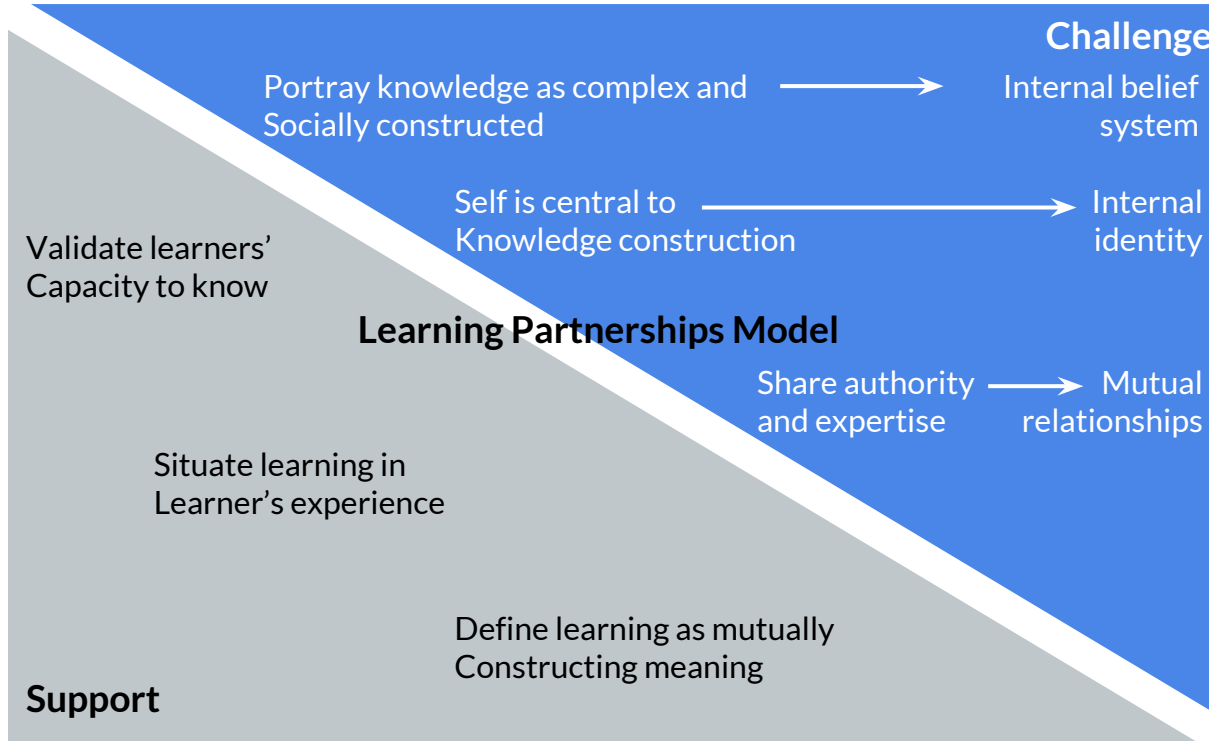 Challenge
Portray knowledge as complex and
Socially constructed
Internal belief
system
Self is central to
Knowledge construction
Internal
identity
Validate learners’
Capacity to know
Learning Partnerships Model
Share authority
and expertise
Mutual
relationships
Situate learning in
Learner’s experience
Define learning as mutually
Constructing meaning
Support